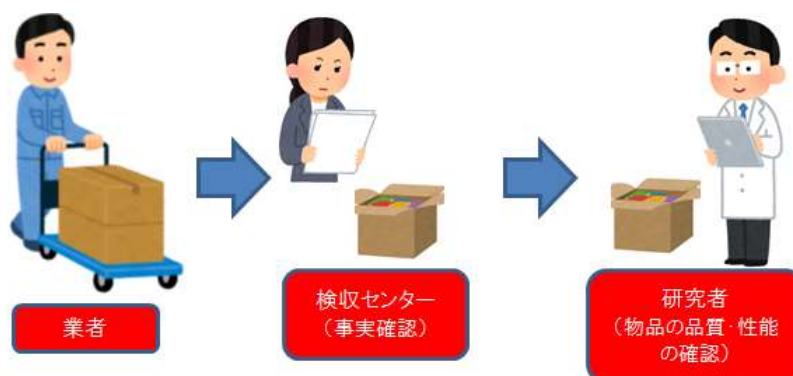 業者
検収センター
（事実確認）
研究者
（物品の品質・性能
の確認）